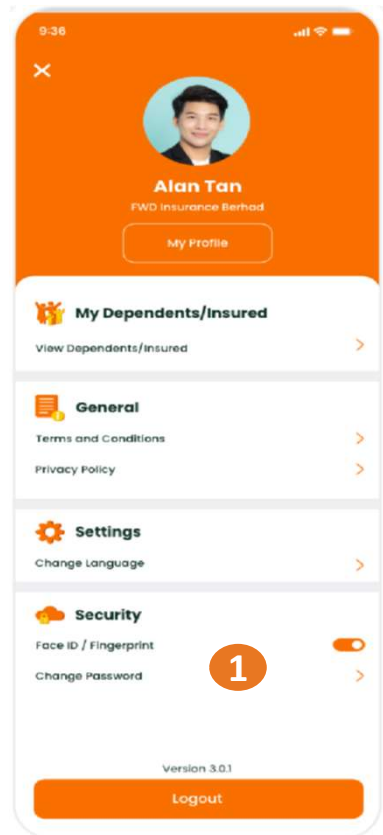 9:36
Alan Tan
FWD Insurance Berhad
My Profile
My Dependents/Insured
View Dependents/Insured
General
Terms and Conditions
Privacy Policy
Settings
Change Language
Security
Face ID / Fingerprint
1
Change Password
Version 3.0.1
Logout